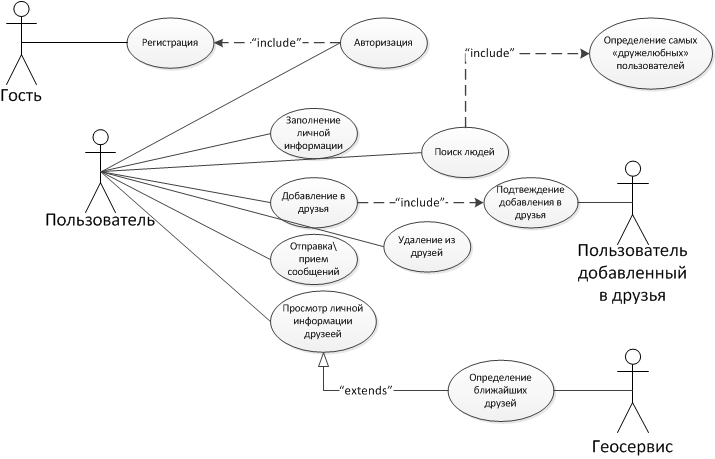 Гость
Регистрация
“include”
Авторизация
“include”
Определение самых
«дружелюбных»
пользователей
Пользователь
Заполнение
личной
информации
Поиск людей
Добавление в
друзья
“include”
Подтвеждение
добавления в
друзья
Пользователь
добавленный
в друзья
Удаление из
друзей
Отправка\
прием
сообщений
Просмотр личной
информации
друзеей
“extends”
Определение
ближайших
друзей
Геосервис